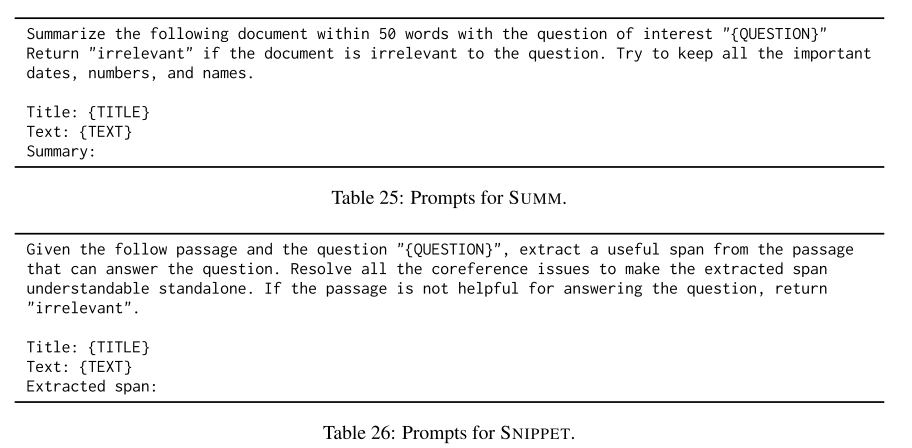 Summarize the following document within 50 words with the question of interest "{QUESTION}"
Return "irrelevant" if the document is irrelevant to the question. Try to keep all the important
dates, numbers, and names.
Title: {TITLE}
Text: {TEXT}
Summary:
Table 25: Prompts for SUMM.
Given the follow passage and the question "{QUESTION}", extract a useful span from the passage
that can answer the question. Resolve all the coreference issues to make the extracted span
understandable standalone. If the passage is not helpful for answering the question, return
"irrelevant".
Title: {TITLE}
Text: {TEXT}
Extracted span:
Table 26: Prompts for SNIPPET.